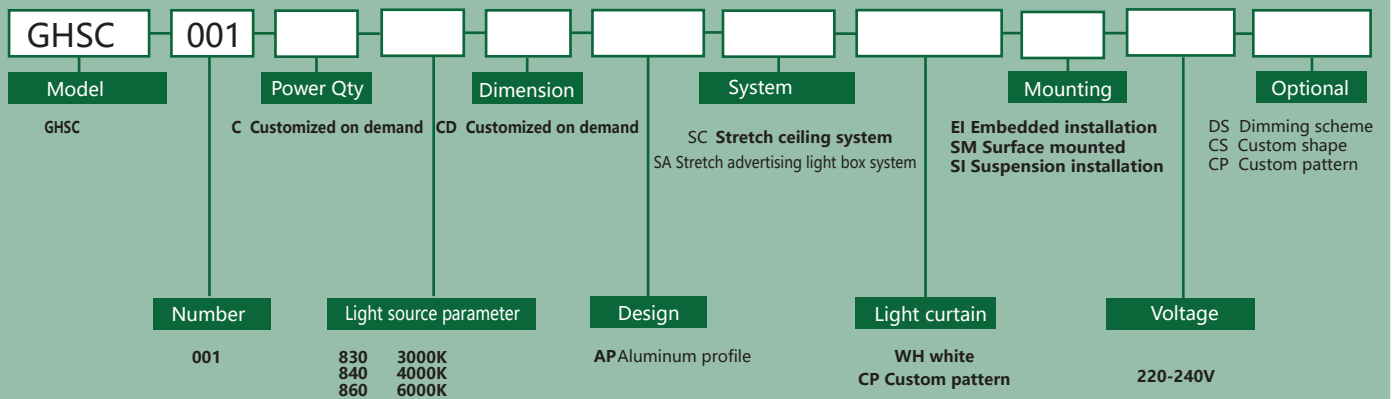 GHSC 001
Model Power Qty Dimension System Mounting Optional
GHSC
C Customized on demand
CD Customized on demand
SC Stretch ceiling system
SA Stretch advertising light box system
EI Embedded installation
SM Surface mounted
SI Suspension installation
DS Dimming scheme
CS Custom shape
CP Custom pattern
Number Light source parameter Design Light curtain Voltage
001
830 3000K
840 4000K
860 6000K
AP Aluminum profile
WH white
CP Custom pattern
220-240V